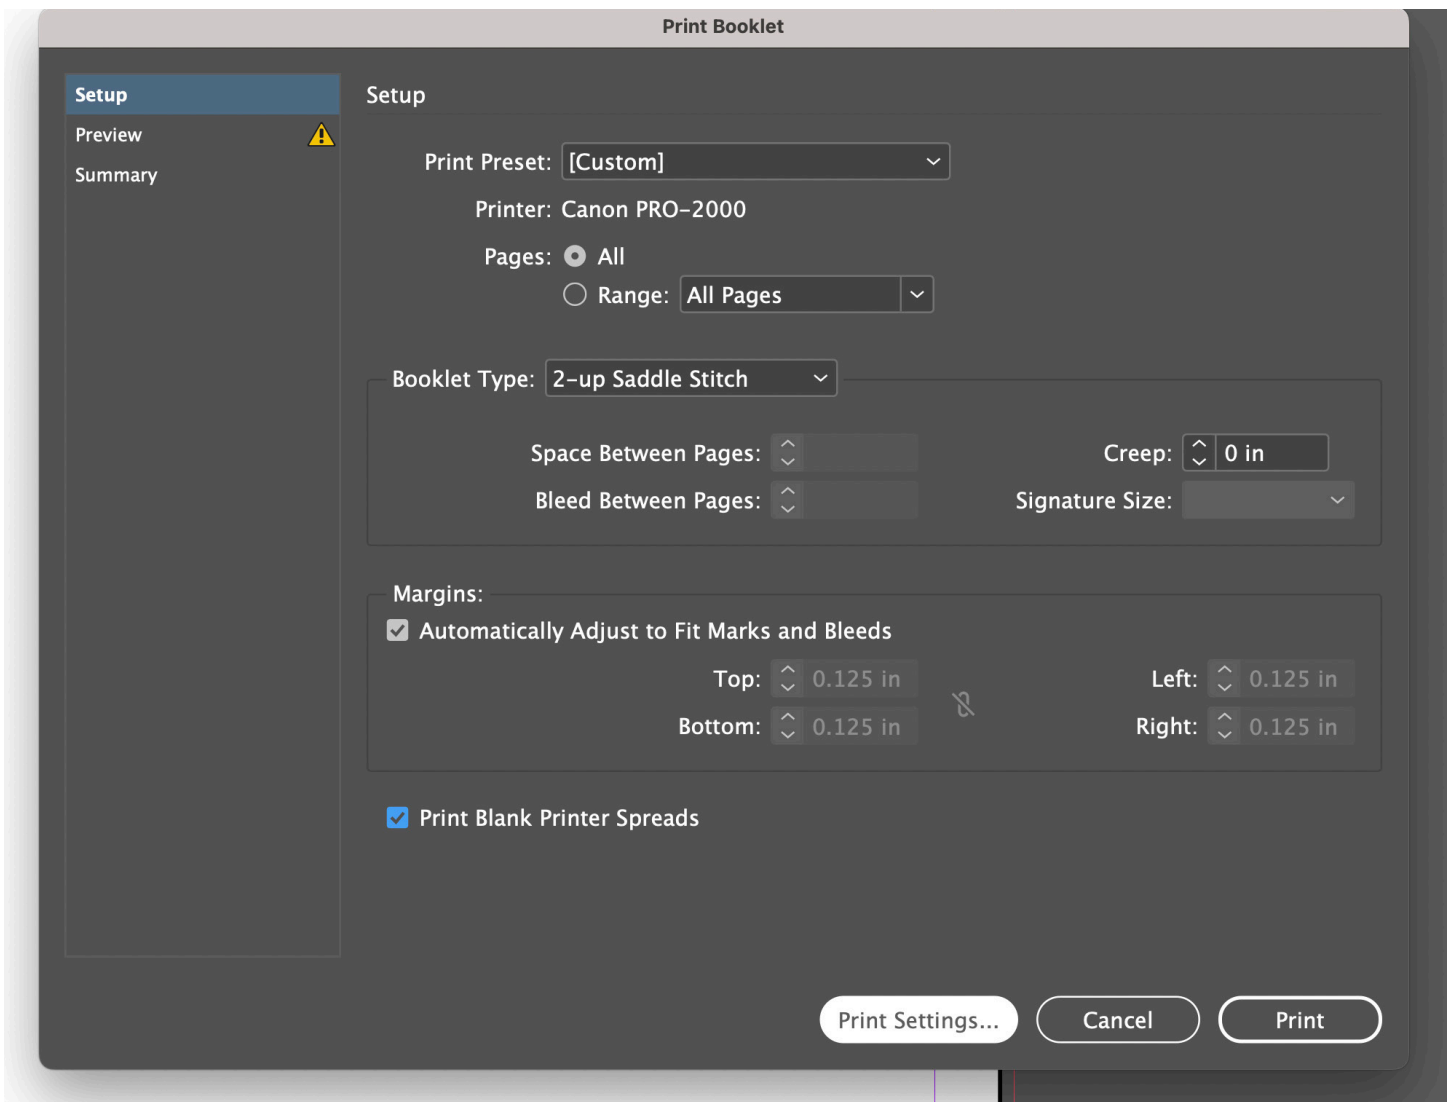 Print Booklet
Setup
Preview
Summary
Setup
Print Preset: [Custom]
Printer: Canon PRO-2000
Pages: All
Range: All Pages
Booklet Type: 2-up Saddle Stitch
Space Between Pages: Creep: 0 in
Bleed Between Pages: Signature Size:
Margins:
Automatically Adjust to Fit Marks and Bleeds
Top: 0.125 in Left: 0.125 in
Bottom: 0.125 in Right: 0.125 in
Print Blank Printer Spreads
Print Settings... Cancel Print